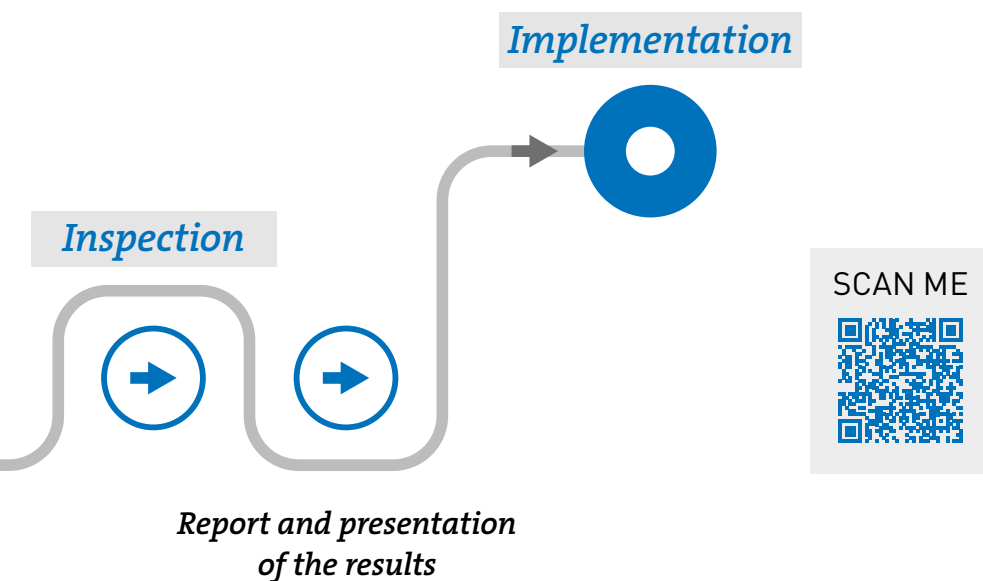 Implementation
Inspection
SCAN ME
Report and presentation
of the results